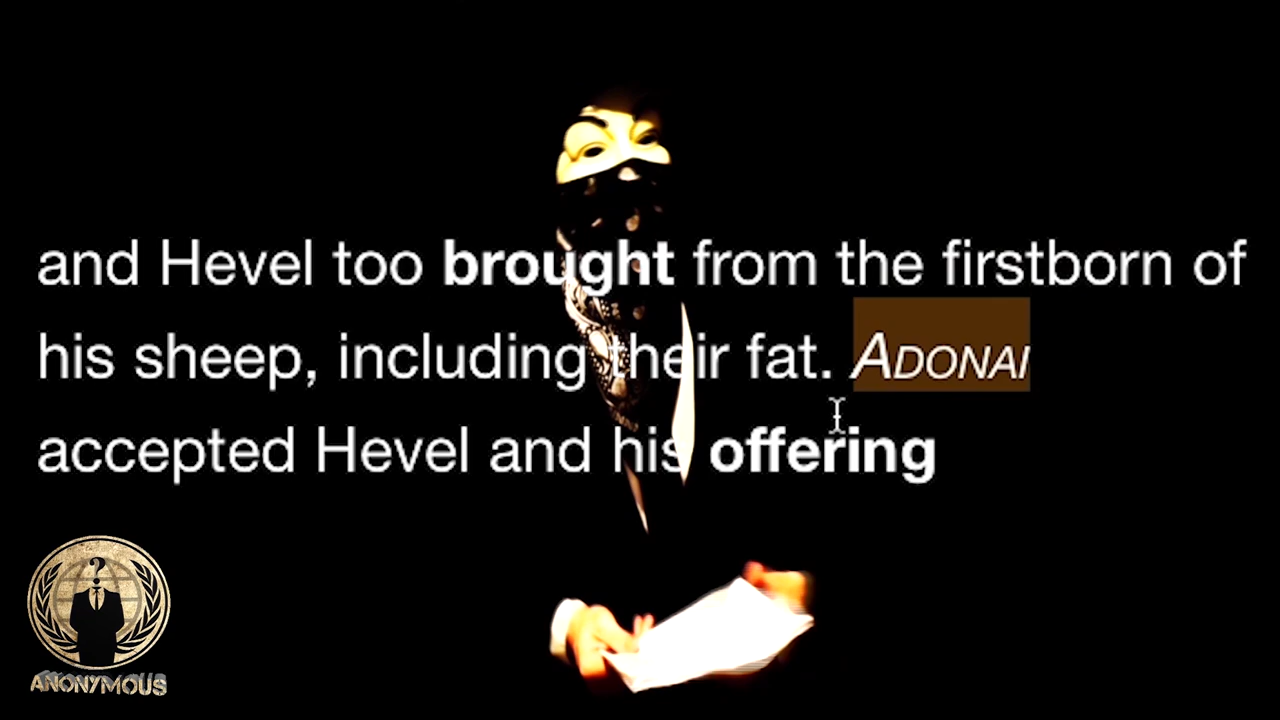 and Hevel too brought from the firstborn of
his sheep, including their fat. ADONAI
accepted Hevel and his offering
?
ANONYMOUS